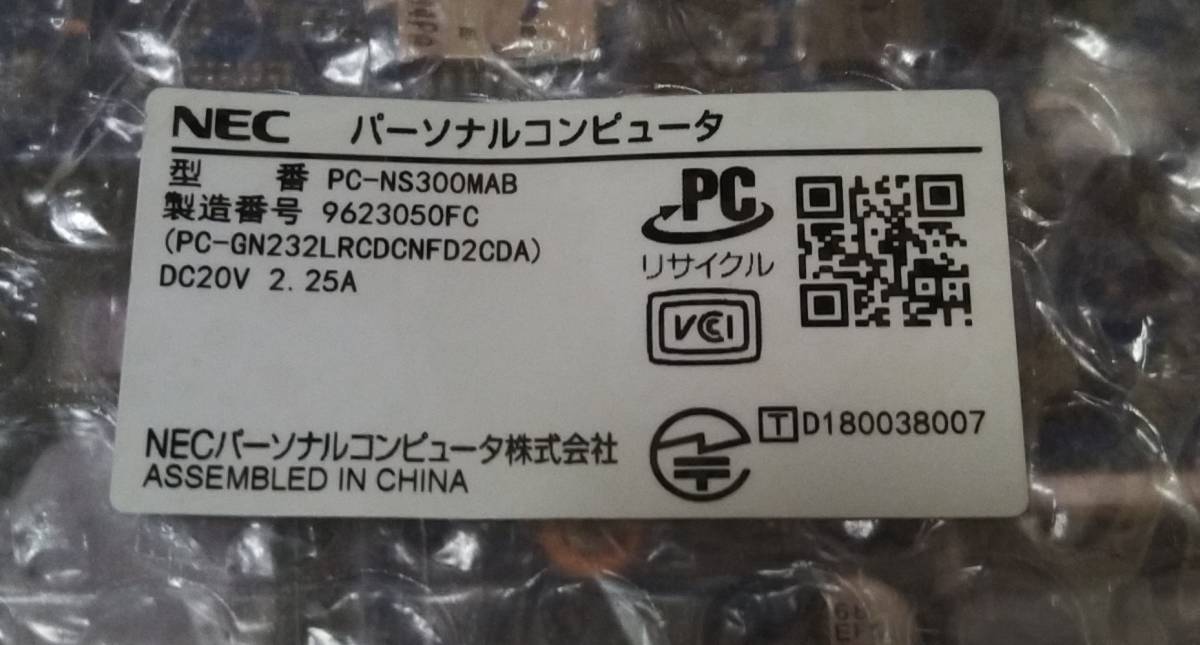 NEC パーソナルコンピュータ
型 番 PC-NS300MAB
製造番号 9623050FC
(PC-GN232LRCDCNFD2CDA)
DC20V 2.25A
PC
リサイクル
VCCI
T D180038007
NECパーソナルコンピュータ株式会社
ASSEMBLED IN CHINA